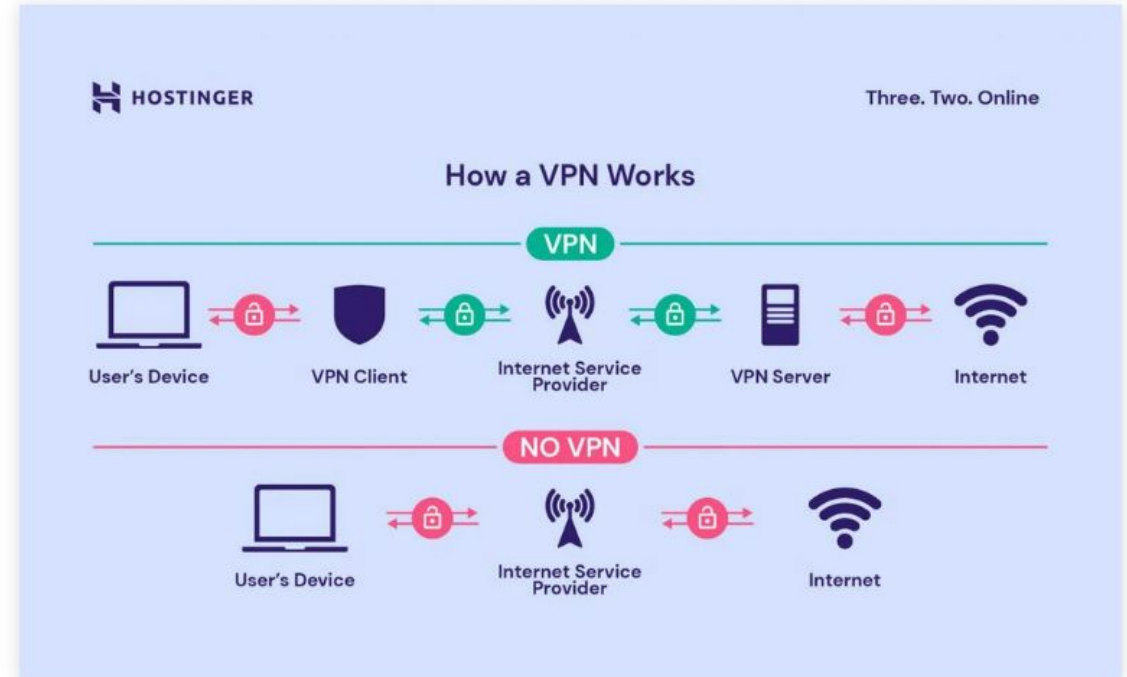 HOSTINGER
Three. Two. Online
How a VPN Works
VPN
User's Device
VPN Client
Internet Service
Provider
VPN Server
Internet
NO VPN
User's Device
Internet Service
Provider
Internet